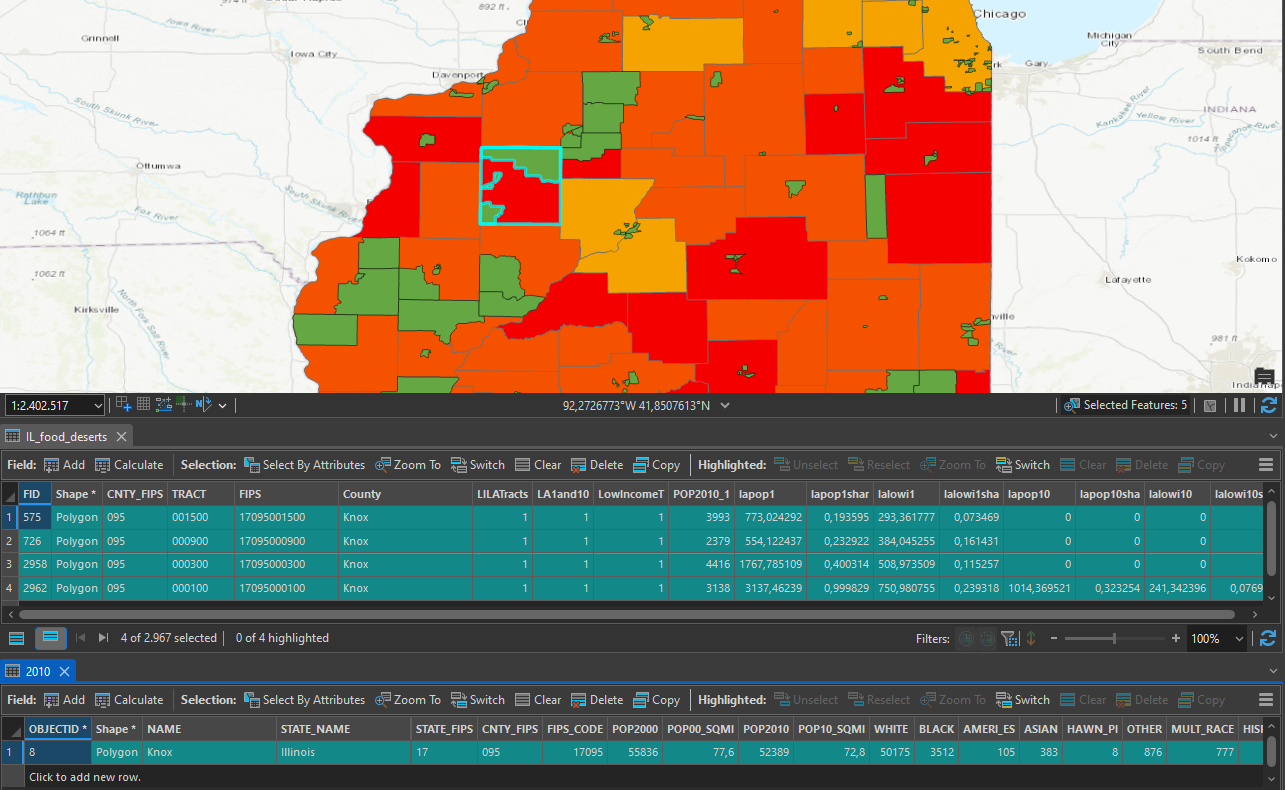 892 ft.
Chicago
Grinnell
Iowa City
Michigan
City
South Bend
Davenport
Gary
South Skunk River
Kankakee River
Yellow River
INDIANA
Ottumwa
1014 ft
Tippecanoe River
Rathbun
Lake
South Skunk River
Fox River
1064 ft
1062 ft
Kokomo
Lafayette
Kirksville
North Fork Salt River
nville
981 ft
Indianap
1:2.402.517
92,2726773°W 41,8507613°N
Selected Features: 5
IL_food_deserts
Field: Add Calculate Selection: Select By Attributes Zoom To Switch Clear Delete Copy Highlighted: Unselect Reselect Zoom To Switch Clear Delete Copy
FID Shape * CNTY_FIPS TRACT FIPS County LILATracts LA1and10 LowIncomeT POP2010_1 lapop1 lapop1shar lalowi1 lalowi1sha lapop10 lapop10sha lalowi10 lalowi10s
1 575 Polygon 095 001500 17095001500 Knox 1 1 1 3993 773,024292 0,193595 293,361777 0,073469 0 0 0
2 726 Polygon 095 000900 17095000900 Knox 1 1 1 2379 554,122437 0,232922 384,045255 0,161431 0 0 0
3 2958 Polygon 095 000300 17095000300 Knox 1 1 1 4416 1767,785109 0,400314 508,973509 0,115257 0 0 0
4 2962 Polygon 095 000100 17095000100 Knox 1 1 1 3138 3137,46239 0,999829 750,980755 0,239318 1014,369521 0,323254 241,342396 0,0769
4 of 2.967 selected 0 of 4 highlighted
Filters: 100%
2010
Field: Add Calculate Selection: Select By Attributes Zoom To Switch Clear Delete Copy Highlighted: Unselect Reselect Zoom To Switch Clear Delete Copy
OBJECTID * Shape * NAME STATE_NAME STATE_FIPS CNTY_FIPS FIPS_CODE POP2000 POP00_SQMI POP2010 POP10_SQMI WHITE BLACK AMERI_ES ASIAN HAWN_PI OTHER MULT_RACE HISI
1 8 Polygon Knox Illinois 17 095 17095 55836 77,6 52389 72,8 50175 3512 105 383 8 876 777
Click to add new row.